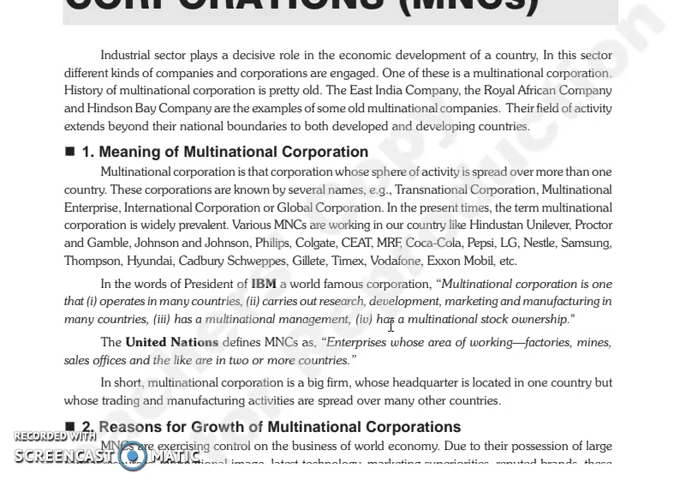 CORPORATIONS (MNCs)
Industrial sector plays a decisive role in the economic development of a country, In this sector
different kinds of companies and corporations are engaged. One of these is a multinational corporation.
History of multinational corporation is pretty old. The East India Company, the Royal African Company
and Hindson Bay Company are the examples of some old multinational companies. Their field of activity
extends beyond their national boundaries to both developed and developing countries.
■ 1. Meaning of Multinational Corporation
Multinational corporation is that corporation whose sphere of activity is spread over more than one
country. These corporations are known by several names, e.g., Transnational Corporation, Multinational
Enterprise, International Corporation or Global Corporation. In the present times, the term multinational
corporation is widely prevalent. Various MNCs are working in our country like Hindustan Unilever, Proctor
and Gamble, Johnson and Johnson, Philips, Colgate, CEAT, MRF, Coca-Cola, Pepsi, LG, Nestle, Samsung,
Thompson, Hyundai, Cadbury Schweppes, Gillete, Timex, Vodafone, Exxon Mobil, etc.
In the words of President of IBM a world famous corporation, “Multinational corporation is one
that (i) operates in many countries, (ii) carries out research, development, marketing and manufacturing in
many countries, (iii) has a multinational management, (iv) has a multinational stock ownership."
The United Nations defines MNCs as, “Enterprises whose area of working—factories, mines,
sales offices and the like are in two or more countries.”
In short, multinational corporation is a big firm, whose headquarter is located in one country but
whose trading and manufacturing activities are spread over many other countries.
■ 2. Reasons for Growth of Multinational Corporations
MNCs are exercising control on the business of world economy. Due to their possession of large
international image, latest technology, marketing superiorities, reputed brands, these
RECORDED WITH
SCREENCAST MATIC
Copy
for Reproduction